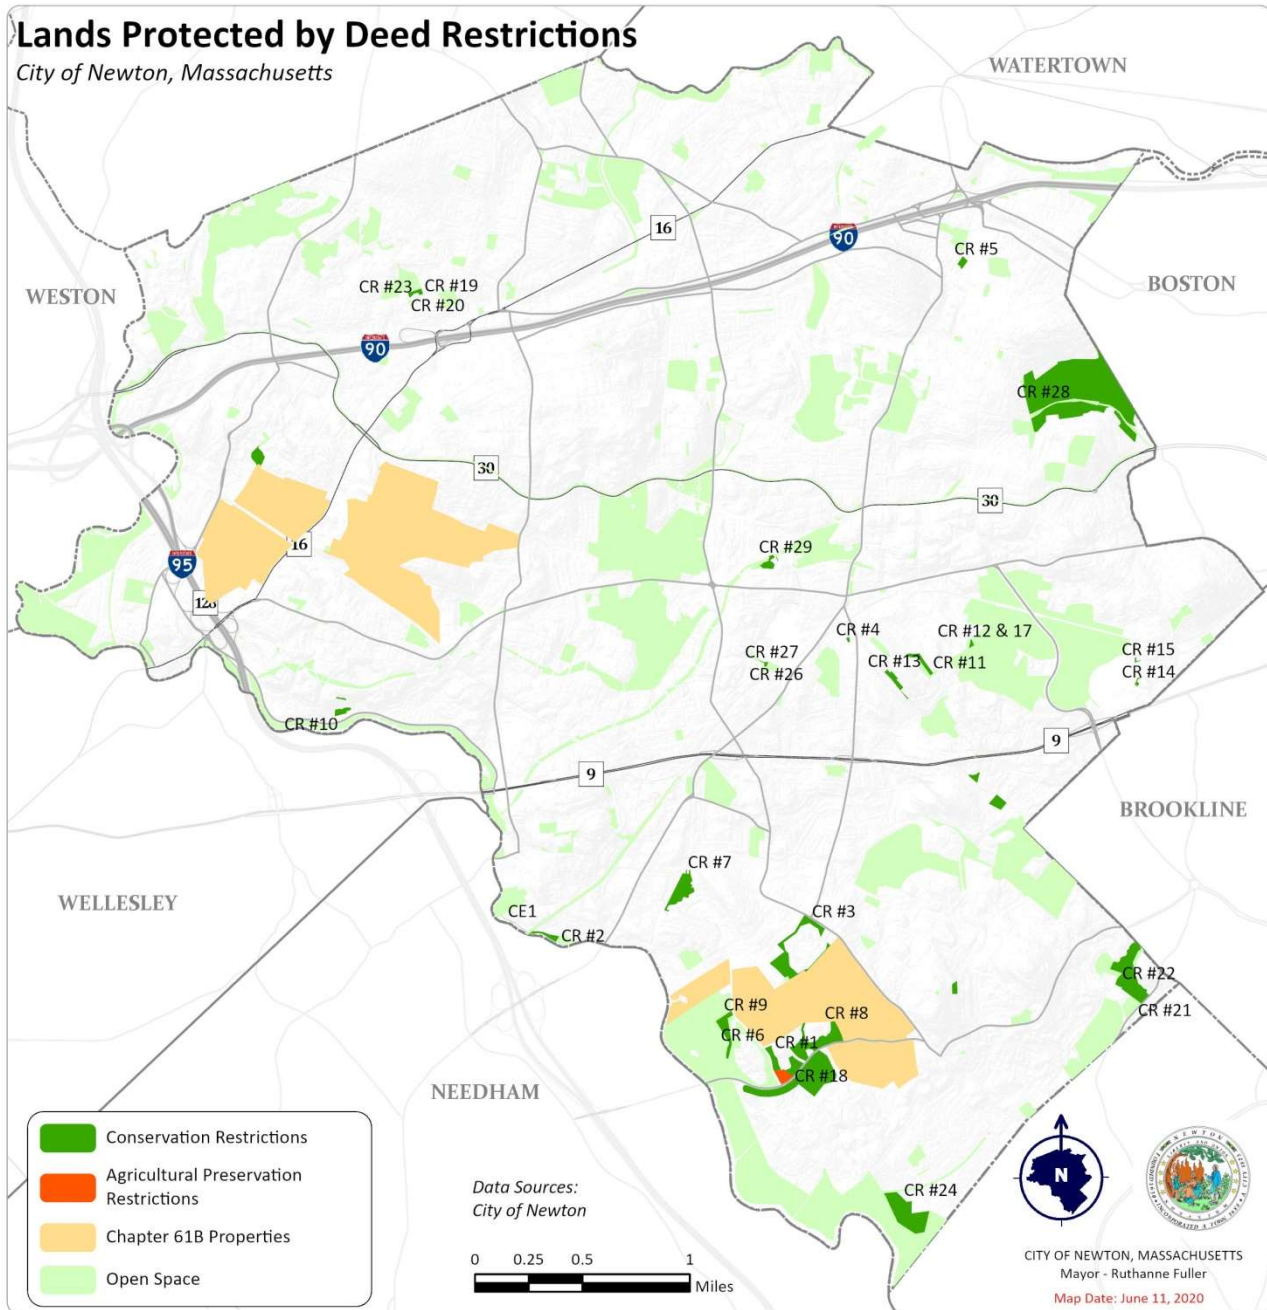 Lands Protected by Deed Restrictions
City of Newton, Massachusetts
WATERTOWN
16
90
CR #5
WESTON
CR #23
CR #19
CR #20
BOSTON
90
CR #28
30
30
16
95
128
CR #29
CR #4
CR #12 & 17
CR #27
CR #26
CR #13
CR #11
CR #15
CR #14
CR #10
9
9
BROOKLINE
CR #7
WELLESLEY
CE1
CR #3
CR #2
CR #22
CR #9
CR #8
CR #21
CR #6
CR #1
CR #18
NEEDHAM
CR #24
Conservation Restrictions
Agricultural Preservation
Restrictions
Chapter 61B Properties
Open Space
Data Sources:
City of Newton
0 0.25 0.5 1
Miles
N
CITY OF NEWTON, MASSACHUSETTS
Mayor - Ruthanne Fuller
Map Date: June 11, 2020